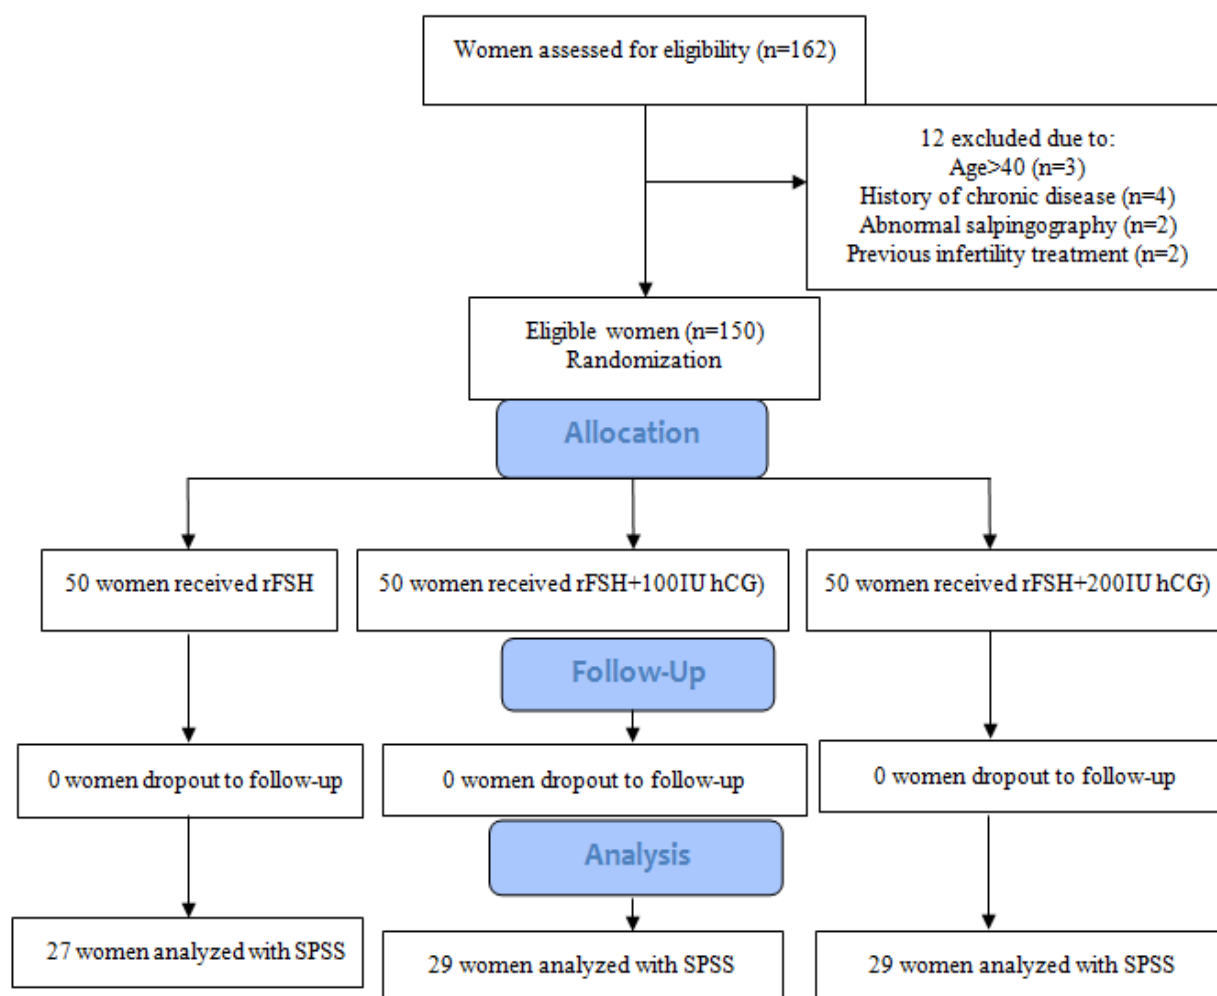 Women assessed for eligibility (n=162)
12 excluded due to:
Age>40 (n=3)
History of chronic disease (n=4)
Abnormal salpingography (n=2)
Previous infertility treatment (n=2)
Eligible women (n=150)
Randomization
Allocation
50 women received rFSH
50 women received rFSH+100IU hCG)
50 women received rFSH+200IU hCG)
Follow-Up
0 women dropout to follow-up
0 women dropout to follow-up
0 women dropout to follow-up
Analysis
27 women analyzed with SPSS
29 women analyzed with SPSS
29 women analyzed with SPSS